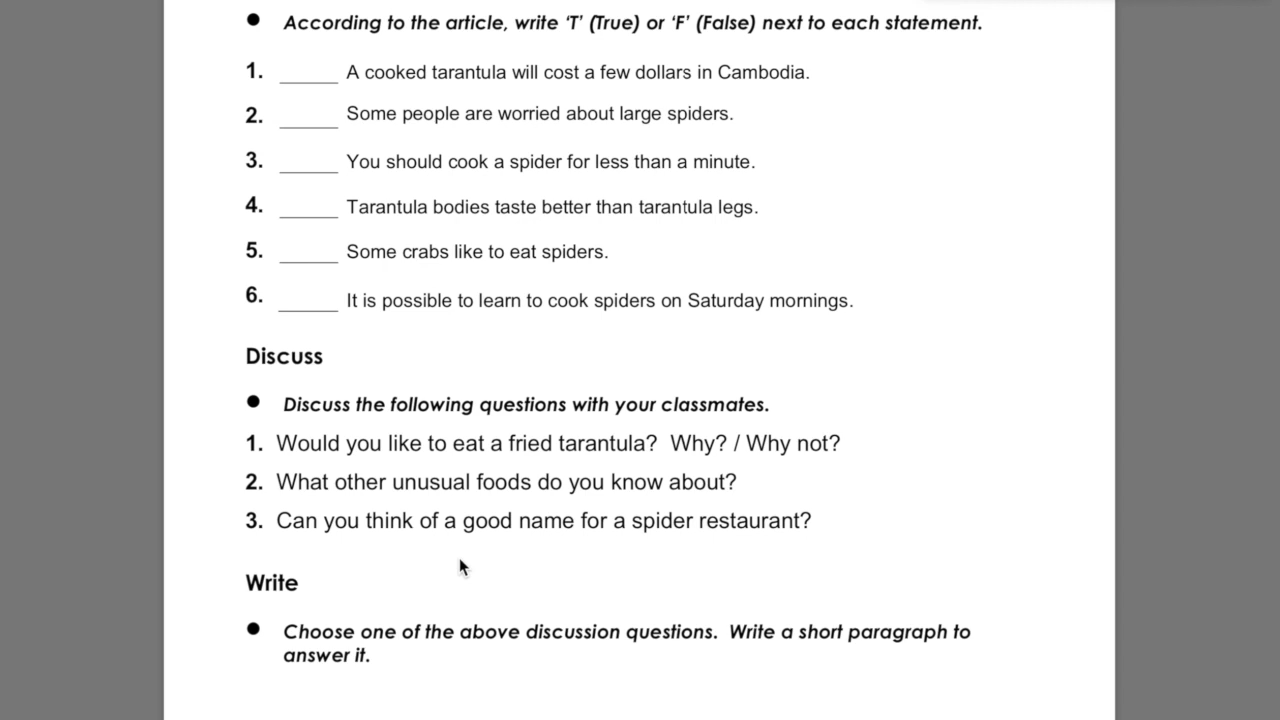 ● According to the article, write ‘T’ (True) or ‘F’ (False) next to each statement.
1. ______ A cooked tarantula will cost a few dollars in Cambodia.
2. ______ Some people are worried about large spiders.
3. ______ You should cook a spider for less than a minute.
4. ______ Tarantula bodies taste better than tarantula legs.
5. ______ Some crabs like to eat spiders.
6. ______ It is possible to learn to cook spiders on Saturday mornings.
Discuss
● Discuss the following questions with your classmates.
1. Would you like to eat a fried tarantula? Why? / Why not?
2. What other unusual foods do you know about?
3. Can you think of a good name for a spider restaurant?
Write
● Choose one of the above discussion questions. Write a short paragraph to
answer it.